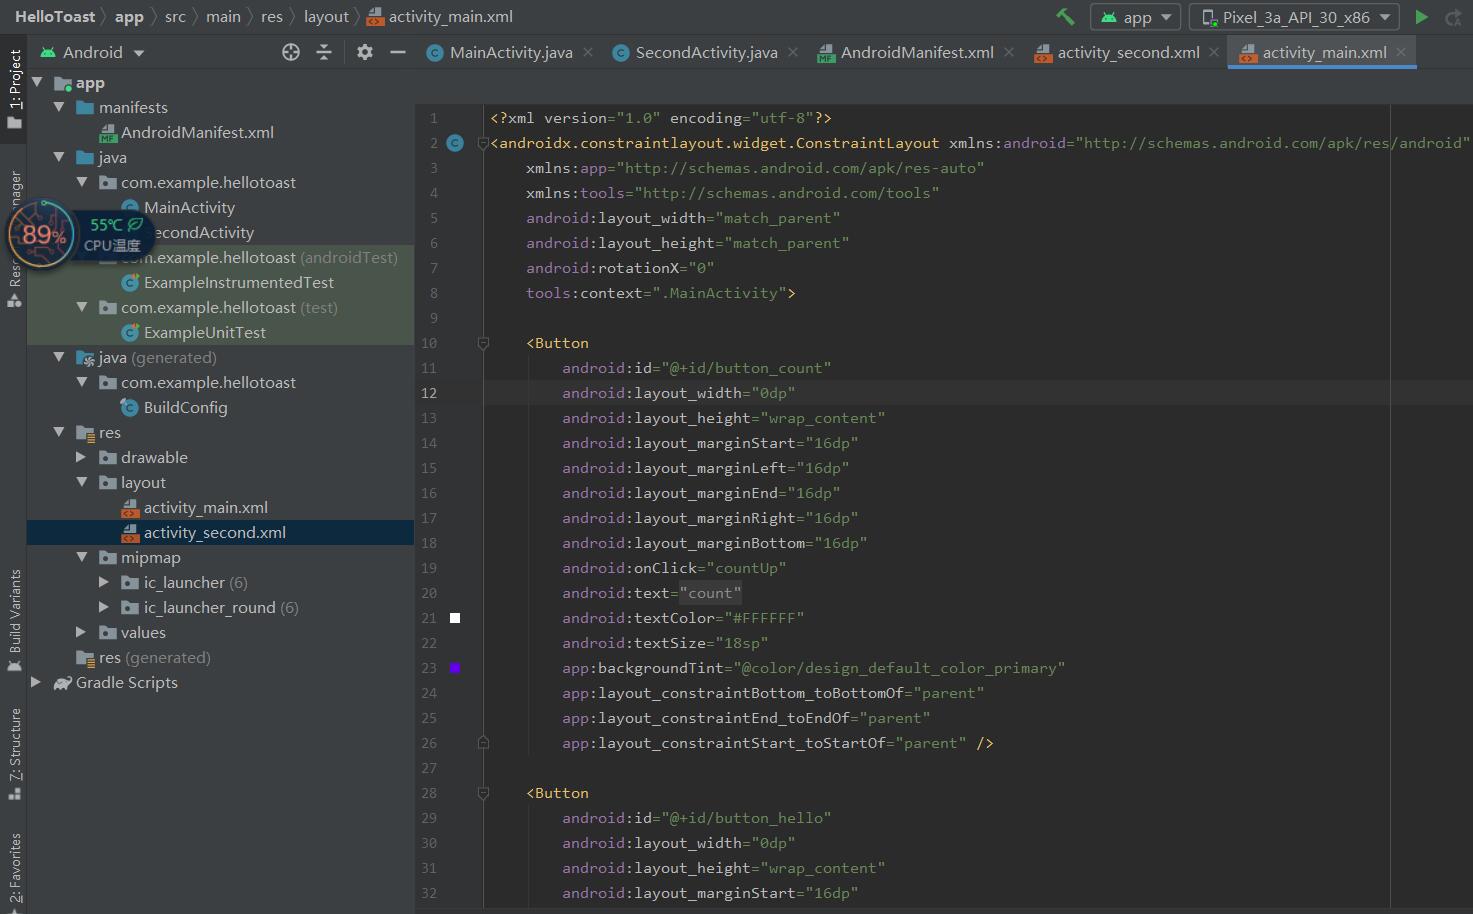 HelloToast app src main res layout activity_main.xml app Pixel_3a_API_30_x86
Android MainActivity.java SecondActivity.java AndroidManifest.xml activity_second.xml activity_main.xml
1: Project
app
manifests
AndroidManifest.xml
java
com.example.hellotoast
MainActivity
econdActivity
89%
55℃
CPU温度
com.example.hellotoast (androidTest)
ExampleInstrumentedTest
com.example.hellotoast (test)
ExampleUnitTest
java (generated)
com.example.hellotoast
BuildConfig
res
drawable
layout
activity_main.xml
activity_second.xml
mipmap
ic_launcher (6)
ic_launcher_round (6)
values
res (generated)
Gradle Scripts
Build Variants
7: Structure
2: Favorites
1 <?xml version="1.0" encoding="utf-8"?>
2 <androidx.constraintlayout.widget.ConstraintLayout xmlns:android="http://schemas.android.com/apk/res/android"
3 xmlns:app="http://schemas.android.com/apk/res-auto"
4 xmlns:tools="http://schemas.android.com/tools"
5 android:layout_width="match_parent"
6 android:layout_height="match_parent"
7 android:rotationX="0"
8 tools:context=".MainActivity">
9
10 <Button
11 android:id="@+id/button_count"
12 android:layout_width="0dp"
13 android:layout_height="wrap_content"
14 android:layout_marginStart="16dp"
15 android:layout_marginLeft="16dp"
16 android:layout_marginEnd="16dp"
17 android:layout_marginRight="16dp"
18 android:layout_marginBottom="16dp"
19 android:onClick="countUp"
20 android:text="count"
21 android:textColor="#FFFFFF"
22 android:textSize="18sp"
23 app:backgroundTint="@color/design_default_color_primary"
24 app:layout_constraintBottom_toBottomOf="parent"
25 app:layout_constraintEnd_toEndOf="parent"
26 app:layout_constraintStart_toStartOf="parent" />
27
28 <Button
29 android:id="@+id/button_hello"
30 android:layout_width="0dp"
31 android:layout_height="wrap_content"
32 android:layout_marginStart="16dp"